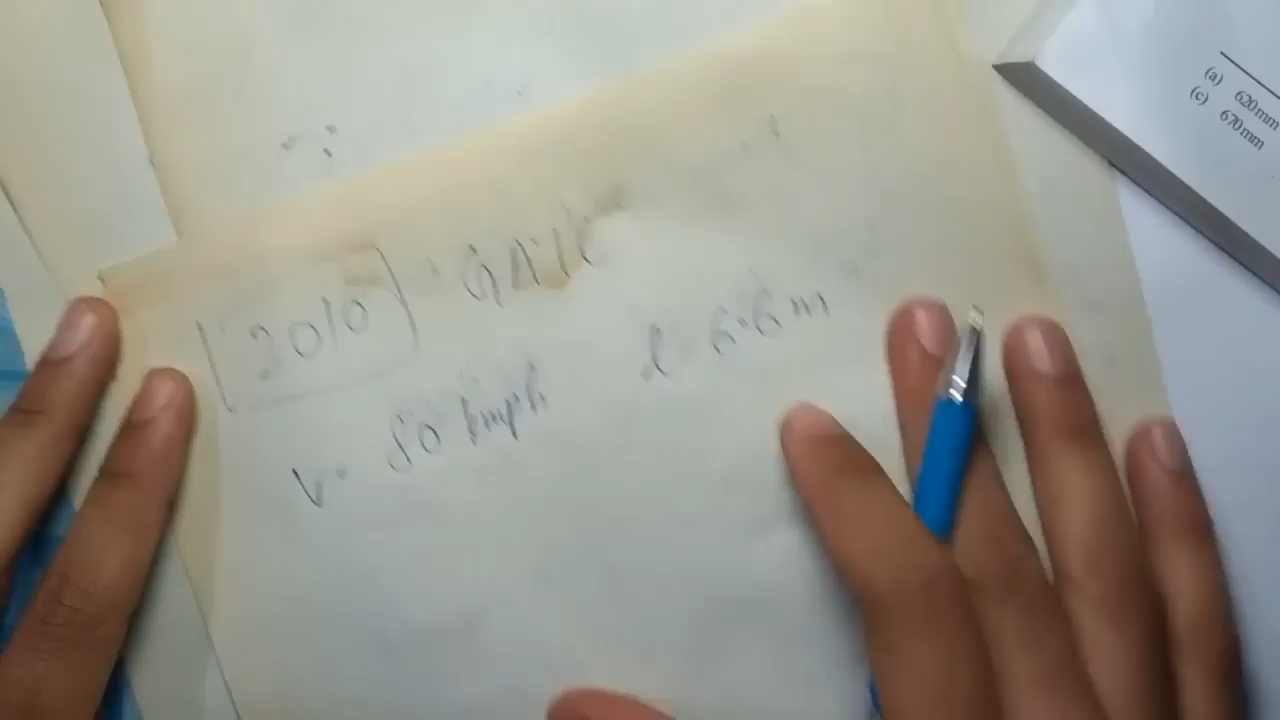 [2010] GATE
V = 80 kmph l = 6.6 m
(a) 620mm
(c) 670mm